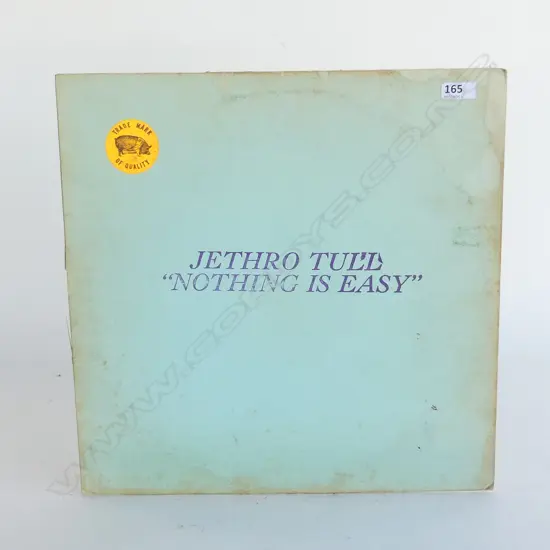 165
TRADE MARK
OF QUALITY
JETHRO TULL
“NOTHING IS EASY”